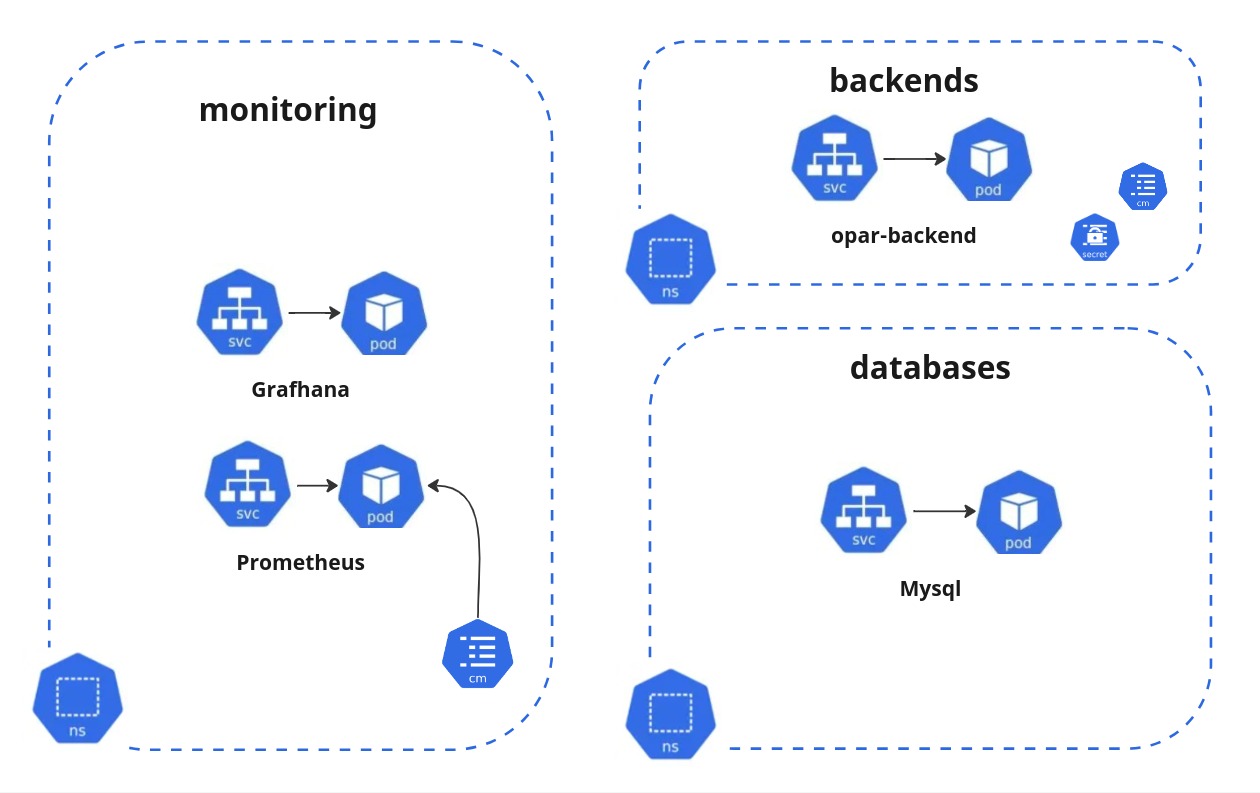 monitoring
svc
pod
Grafhana
svc
pod
Prometheus
cm
ns
backends
svc
pod
cm
secret
opar-backend
ns
databases
svc
pod
Mysql
ns